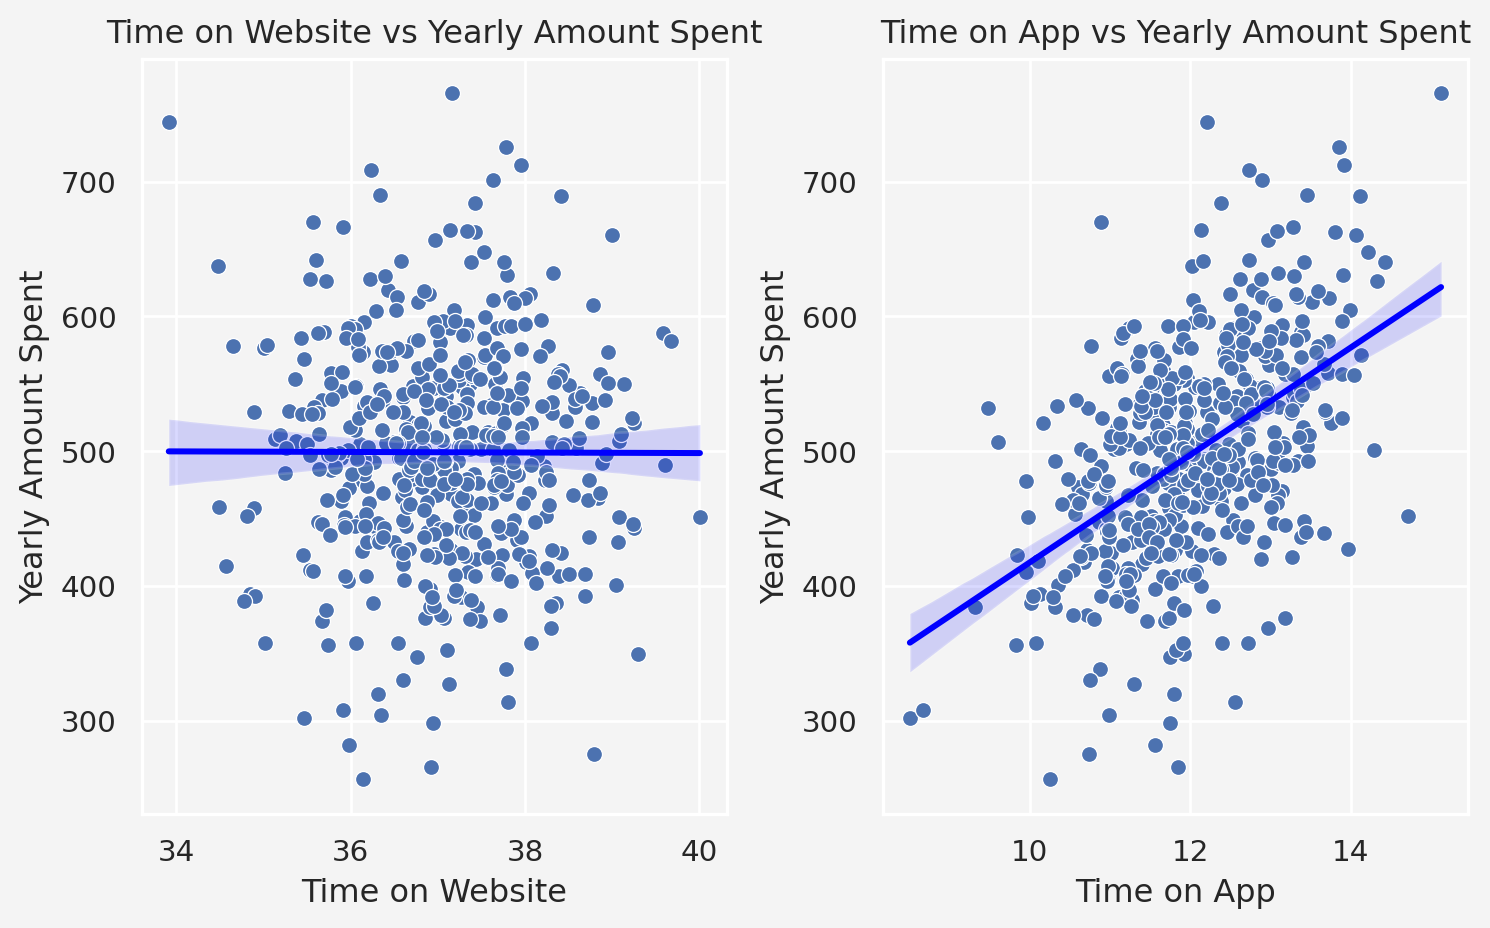 Time on Website vs Yearly Amount Spent
Yearly Amount Spent
700
600
500
400
300
34 36 38 40
Time on Website
Time on App vs Yearly Amount Spent
Yearly Amount Spent
700
600
500
400
300
10 12 14
Time on App